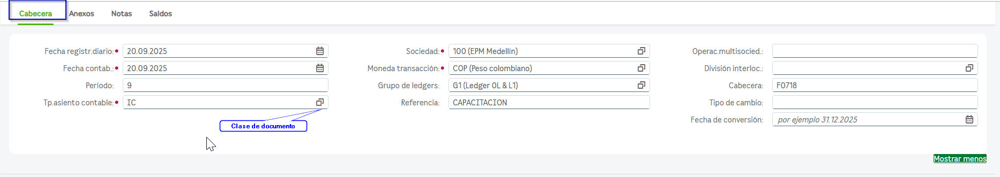 Cabecera Anexos Notas Saldos
Fecha registr.diario: 20.09.2025
Fecha contab.: 20.09.2025
Período: 9
Tp.asiento contable: IC
Clase de documento
Sociedad: 100 (EPM Medellín)
Moneda transacción: COP (Peso colombiano)
Grupo de ledgers: G1 (Ledger 0L & L1)
Referencia: CAPACITACION
Operac.multisocied.:
División interloc.:
Cabecera: F0718
Tipo de cambio:
Fecha de conversión: por ejemplo 31.12.2025
Mostrar menos